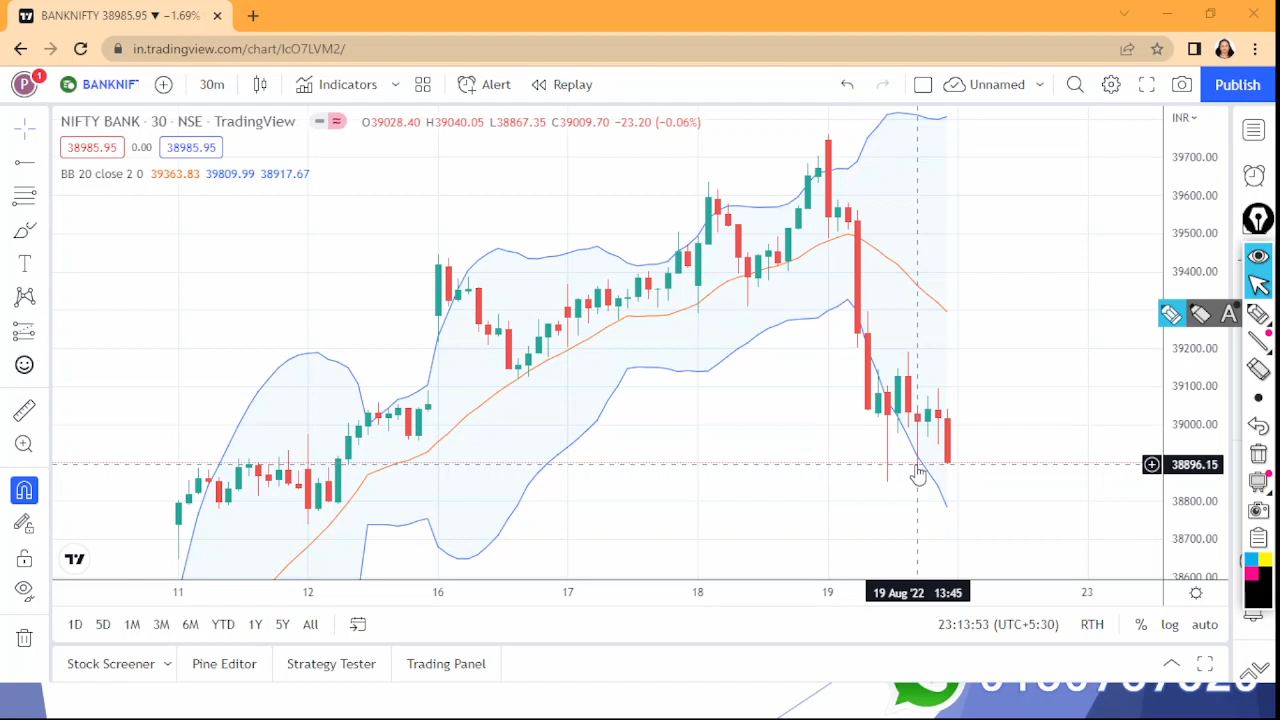 BANKNIFTY 38985.95 ▼ −1.69%
in.tradingview.com/chart/IcO7LVM2/
P 1 BANKNIFT 30m Indicators Alert Replay Unnamed Publish
NIFTY BANK · 30 · NSE · TradingView O39028.40 H39040.05 L38867.35 C39009.70 −23.20 (−0.06%)
INR
38985.95 0.00 38985.95
BB 20 close 2 0 39363.83 39809.99 38917.67
39700.00
39600.00
39500.00
39400.00
A
39200.00
39100.00
39000.00
38896.15
38800.00
38700.00
38600.00
11 12 16 17 18 19 19 Aug '22 13:45 23
1D 5D 1M 3M 6M YTD 1Y 5Y All 23:13:53 (UTC+5:30) RTH % log auto
Stock Screener Pine Editor Strategy Tester Trading Panel